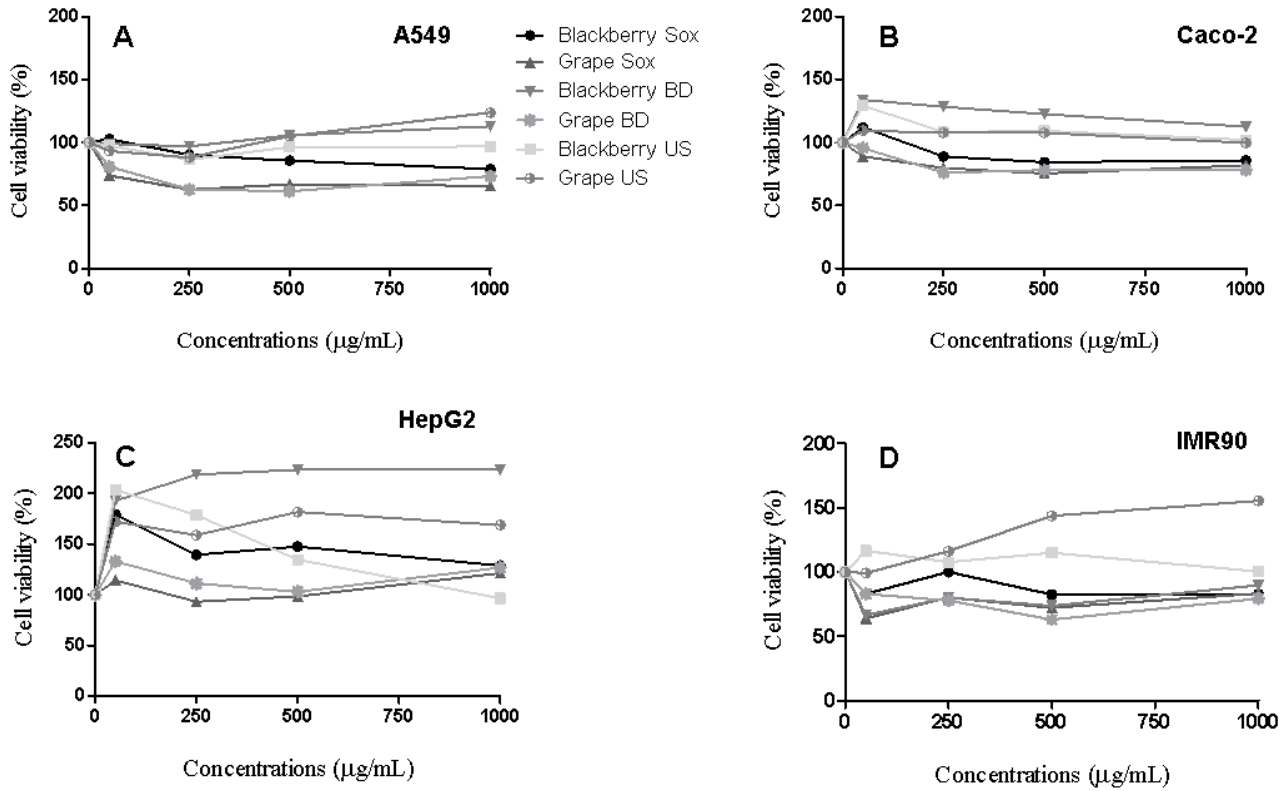 A
A549
Cell viability (%)
200
150
100
50
0
0 250 500 750 1000
Concentrations (μg/mL)
Blackberry Sox
Grape Sox
Blackberry BD
Grape BD
Blackberry US
Grape US
B
Caco-2
Cell viability (%)
200
150
100
50
0
0 250 500 750 1000
Concentrations (μg/mL)
HepG2
C
Cell viability (%)
250
200
150
100
50
0
0 250 500 750 1000
Concentrations (μg/mL)
IMR90
D
Cell viability (%)
200
150
100
50
0
0 250 500 750 1000
Concentrations (μg/mL)